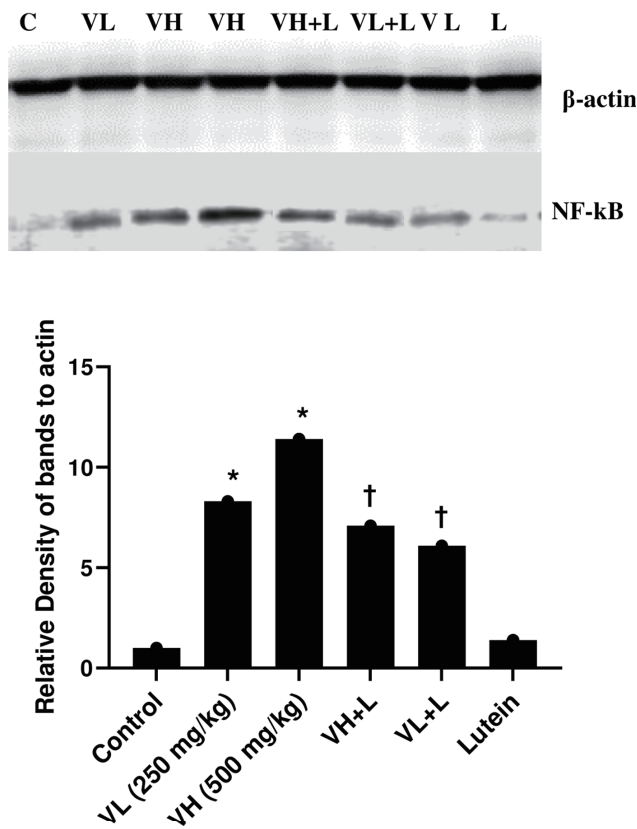 C VL VH VH VH+L VL+L V L L
β-actin
NF-kB
Relative Density of bands to actin
15
10
5
0
*
*
†
†
Control
VL (250 mg/kg)
VH (500 mg/kg)
VH+L
VL+L
Lutein